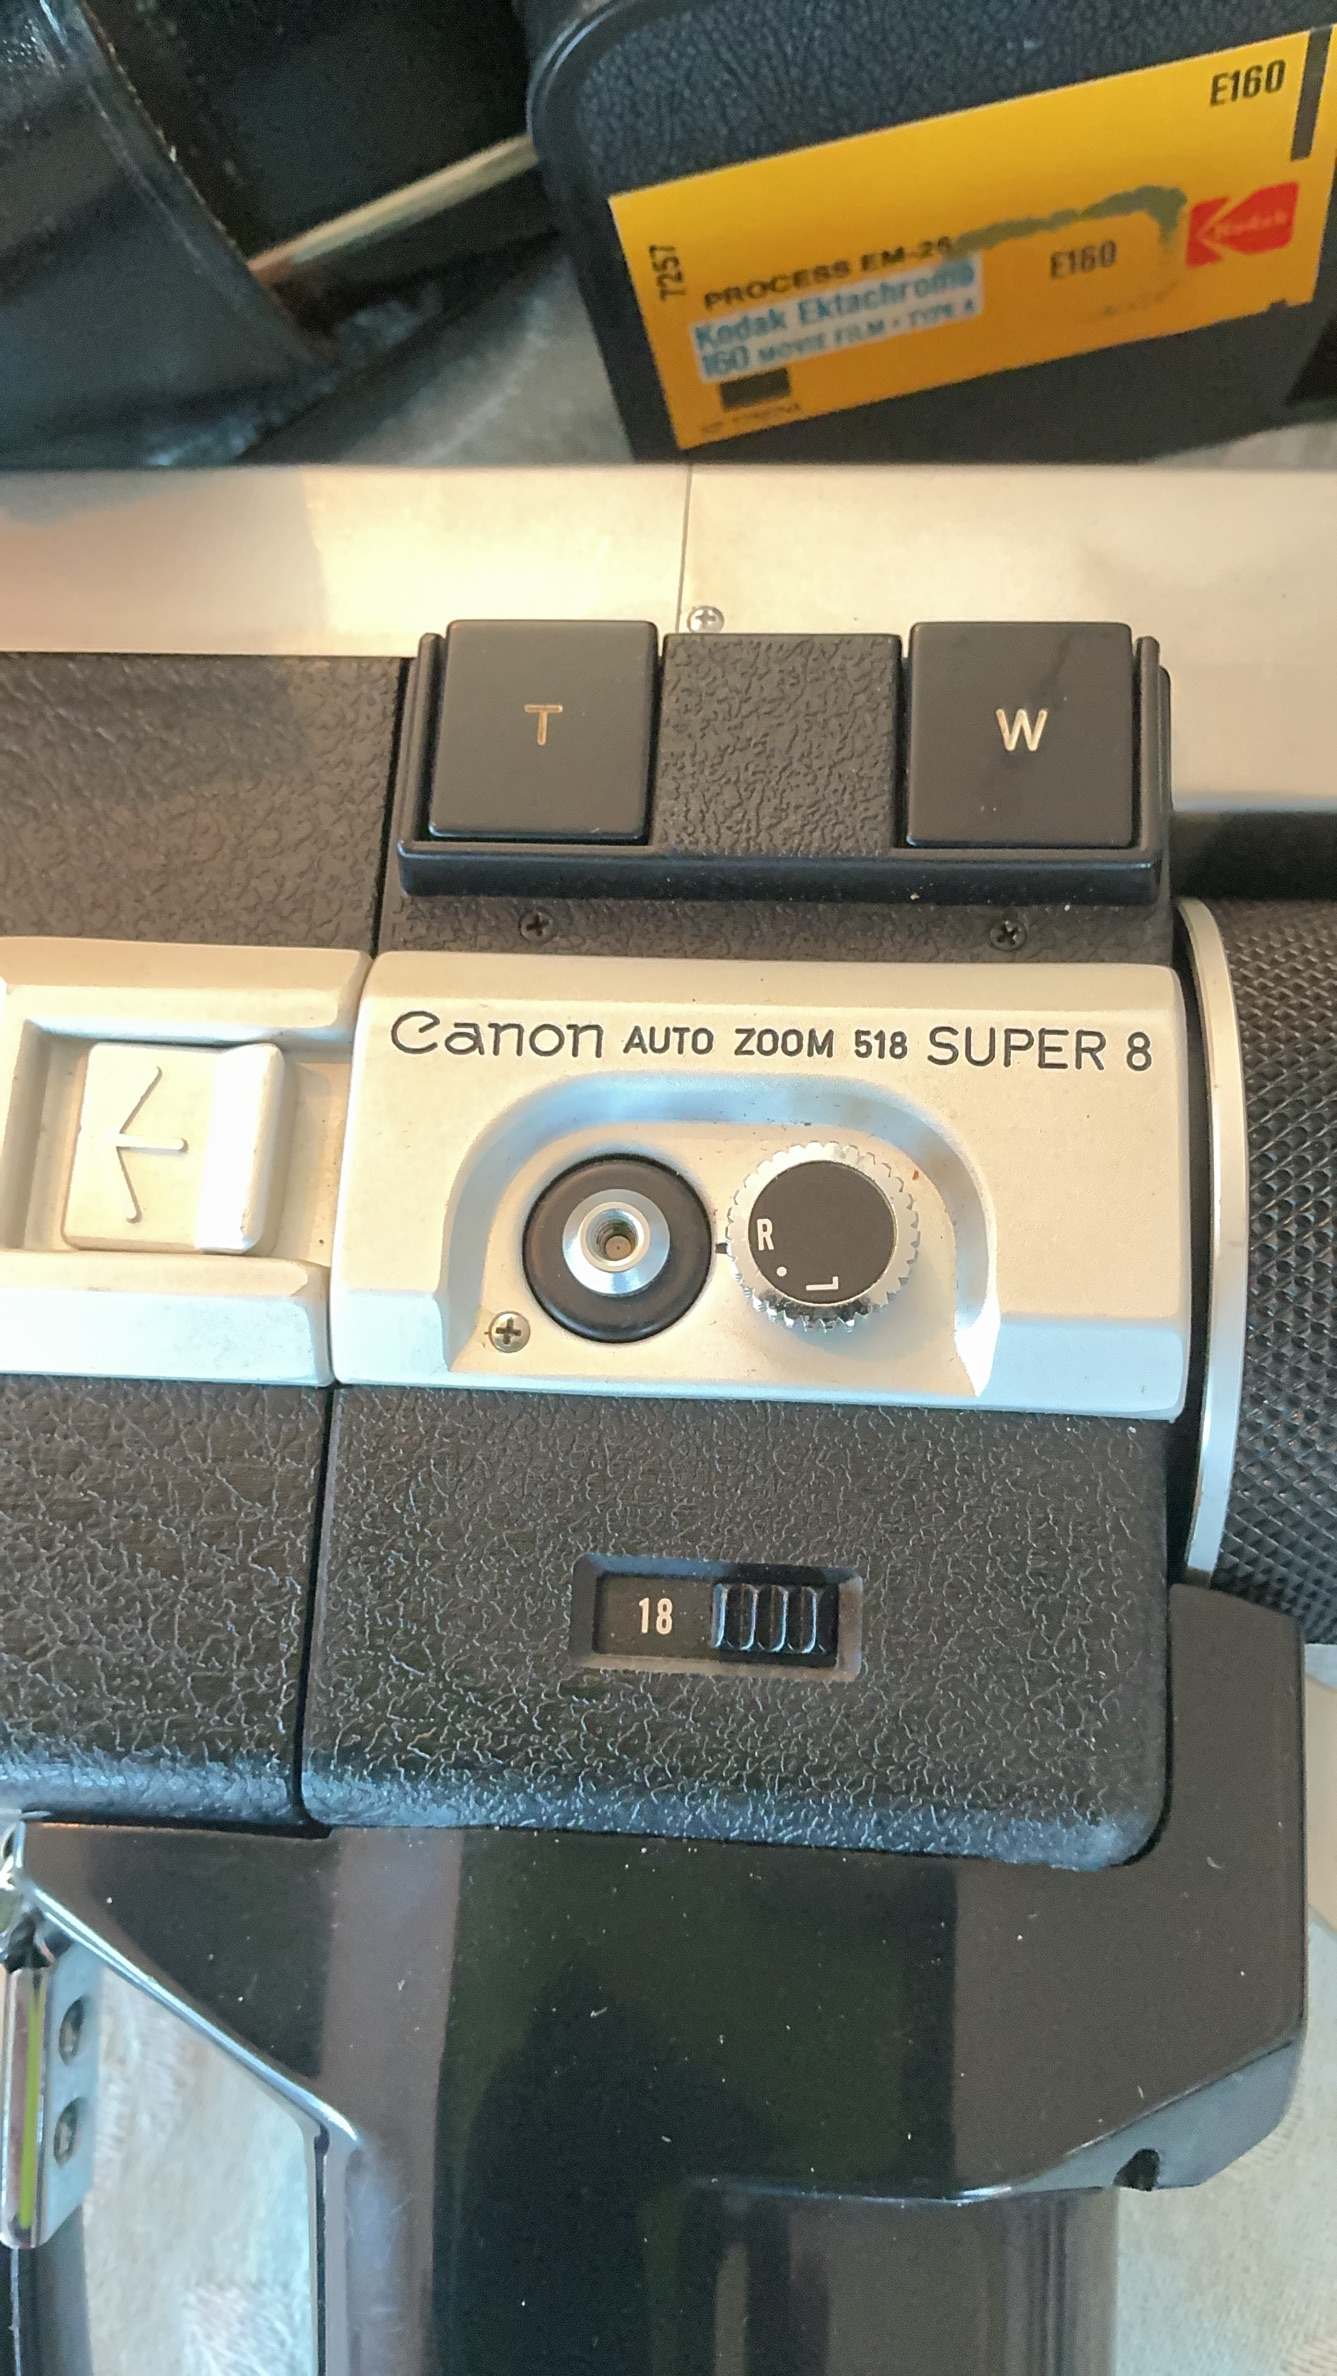 E160
7257
PROCESS EM-26
E160
Kodak
Kodak Ektachrome
160 MOVIE FILM • TYPE A
T
W
Canon AUTO ZOOM 518 SUPER 8
R
• L
18